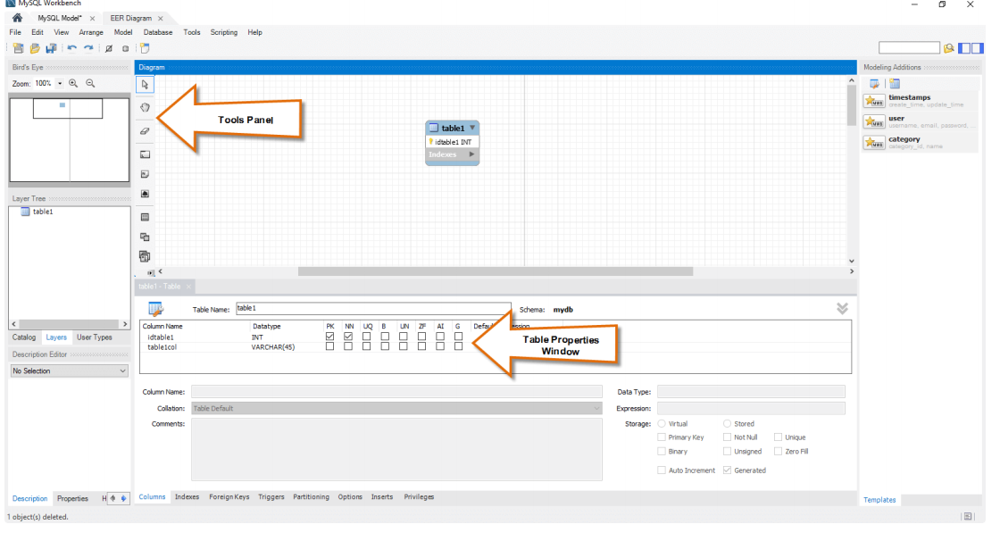 MySQL Workbench
MySQL Model* × EER Diagram ×
File Edit View Arrange Model Database Tools Scripting Help
Bird's Eye
Zoom: 100%
Diagram
Modeling Additions
timestamps
create_time, update_time
user
username, email, password, ...
category
category_id, name
Tools Panel
table1
idtable1 INT
Indexes
Layer Tree
table1
Catalog Layers User Types
Description Editor
No Selection
table1 - Table ×
Table Name: table1
Schema: mydb
Column Name Datatype PK NN UQ B UN ZF AI G
idtable1 INT
table1col VARCHAR(45)
Table Properties
Window
Column Name:
Data Type:
Collation: Table Default
Expression:
Comments:
Storage: Virtual Stored
Primary Key Not Null Unique
Binary Unsigned Zero Fill
Auto Increment Generated
Description Properties H
Columns Indexes Foreign Keys Triggers Partitioning Options Inserts Privileges
Templates
1 object(s) deleted.